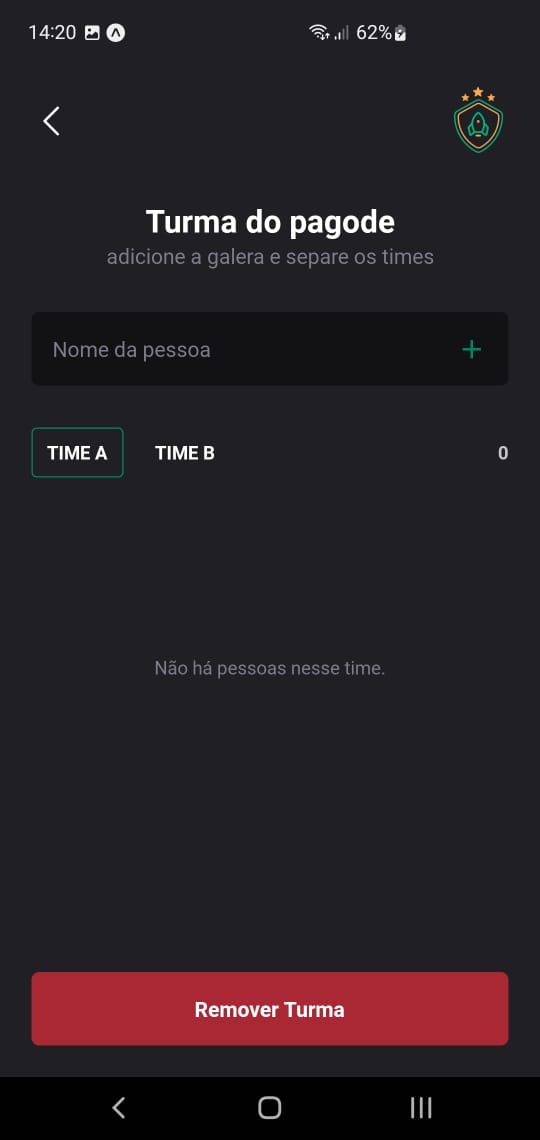 14:20 62%
Turma do pagode
adicione a galera e separe os times
Nome da pessoa
TIME A TIME B 0
Não há pessoas nesse time.
Remover Turma